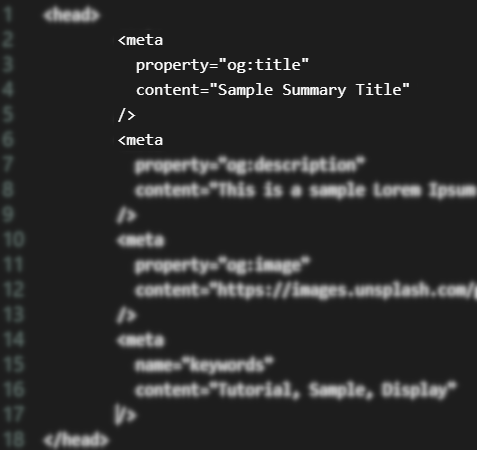 1 <head>
2 <meta
3 property="og:title"
4 content="Sample Summary Title"
5 />
6 <meta
7 property="og:description"
8 content="This is a sample Lorem Ipsum
9 />
10 <meta
11 property="og:image"
12 content="https://images.unsplash.com/
13 />
14 <meta
15 name="keywords"
16 content="Tutorial, Sample, Display"
17 />
18 </head>